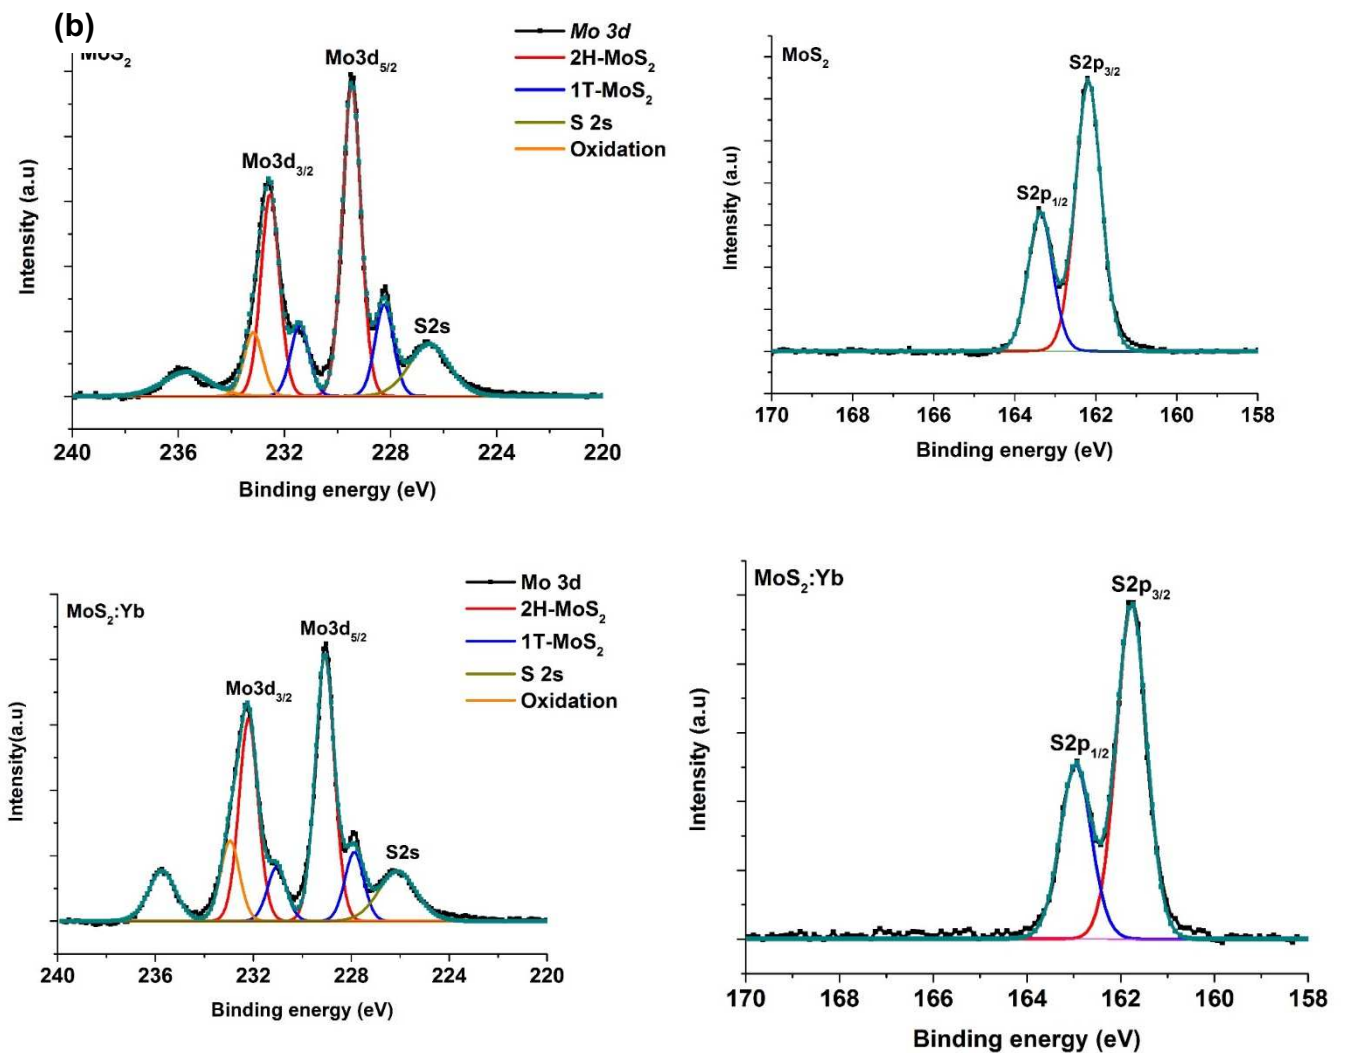 (b)
MoS2
Mo 3d
2H-MoS2
1T-MoS2
S 2s
Oxidation
Mo3d5/2
Mo3d3/2
S2s
Intensity (a.u)
240 236 232 228 224 220
Binding energy (eV)
MoS2
S2p3/2
S2p1/2
Intensity (a.u)
170 168 166 164 162 160 158
Binding energy (eV)
MoS2:Yb
Mo 3d
2H-MoS2
1T-MoS2
S 2s
Oxidation
Mo3d5/2
Mo3d3/2
S2s
Intensity(a.u)
240 236 232 228 224 220
Binding energy (eV)
MoS2:Yb
S2p3/2
S2p1/2
Intensity (a.u)
170 168 166 164 162 160 158
Binding energy (eV)